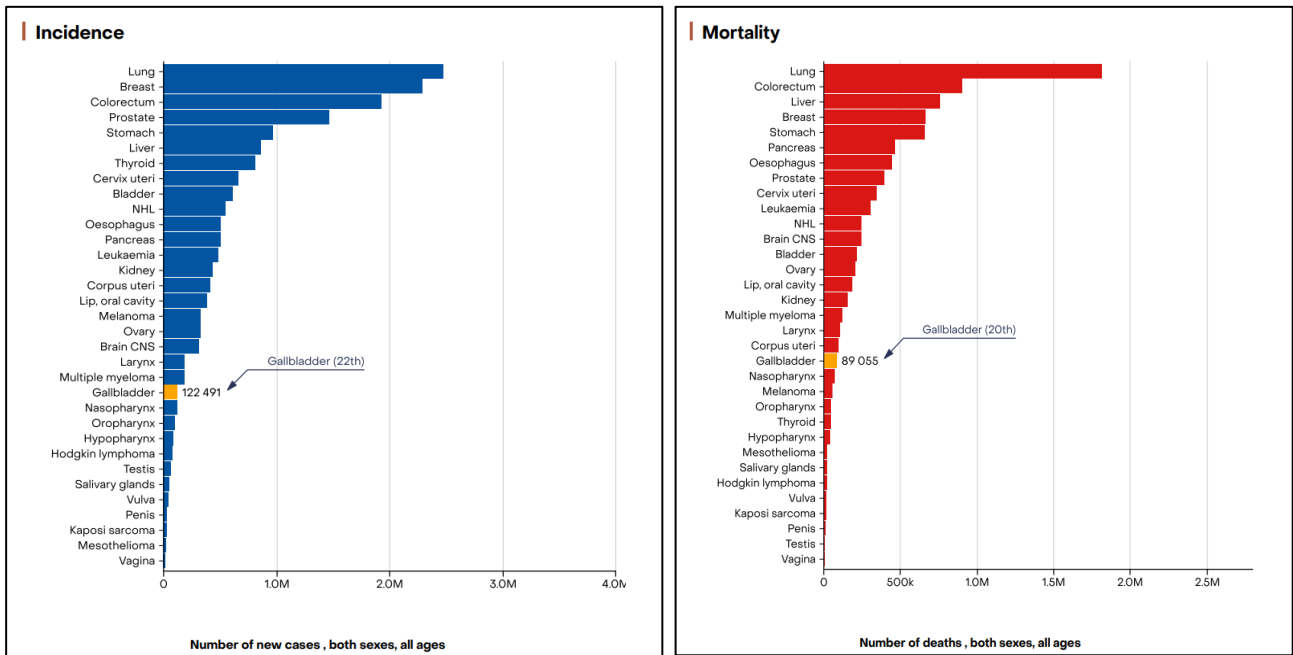 Incidence
Lung
Breast
Colorectum
Prostate
Stomach
Liver
Thyroid
Cervix uteri
Bladder
NHL
Oesophagus
Pancreas
Leukaemia
Kidney
Corpus uteri
Lip, oral cavity
Melanoma
Ovary
Brain CNS
Larynx
Gallbladder (22th)
Multiple myeloma
Gallbladder 122 491
Nasopharynx
Oropharynx
Hypopharynx
Hodgkin lymphoma
Testis
Salivary glands
Vulva
Penis
Kaposi sarcoma
Mesothelioma
Vagina
0 1.0M 2.0M 3.0M 4.0M
Number of new cases , both sexes, all ages
Mortality
Lung
Colorectum
Liver
Breast
Stomach
Pancreas
Oesophagus
Prostate
Cervix uteri
Leukaemia
NHL
Brain CNS
Bladder
Ovary
Lip, oral cavity
Kidney
Multiple myeloma
Larynx
Gallbladder (20th)
Corpus uteri
Gallbladder 89 055
Nasopharynx
Melanoma
Oropharynx
Thyroid
Hypopharynx
Mesothelioma
Salivary glands
Hodgkin lymphoma
Vulva
Kaposi sarcoma
Penis
Testis
Vagina
0 500k 1.0M 1.5M 2.0M 2.5M
Number of deaths , both sexes, all ages